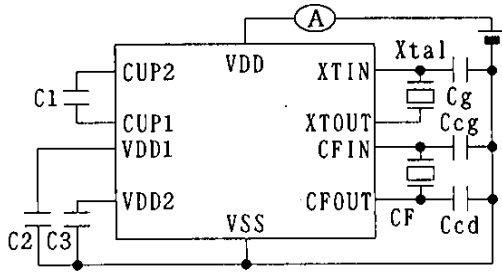 A
VDD
Xtal
CUP2
XTIN
C1
Cg
CUP1
XTOUT
Ccg
VDD1
CFIN
VDD2
CFOUT
C2
C3
VSS
CF
Ccd